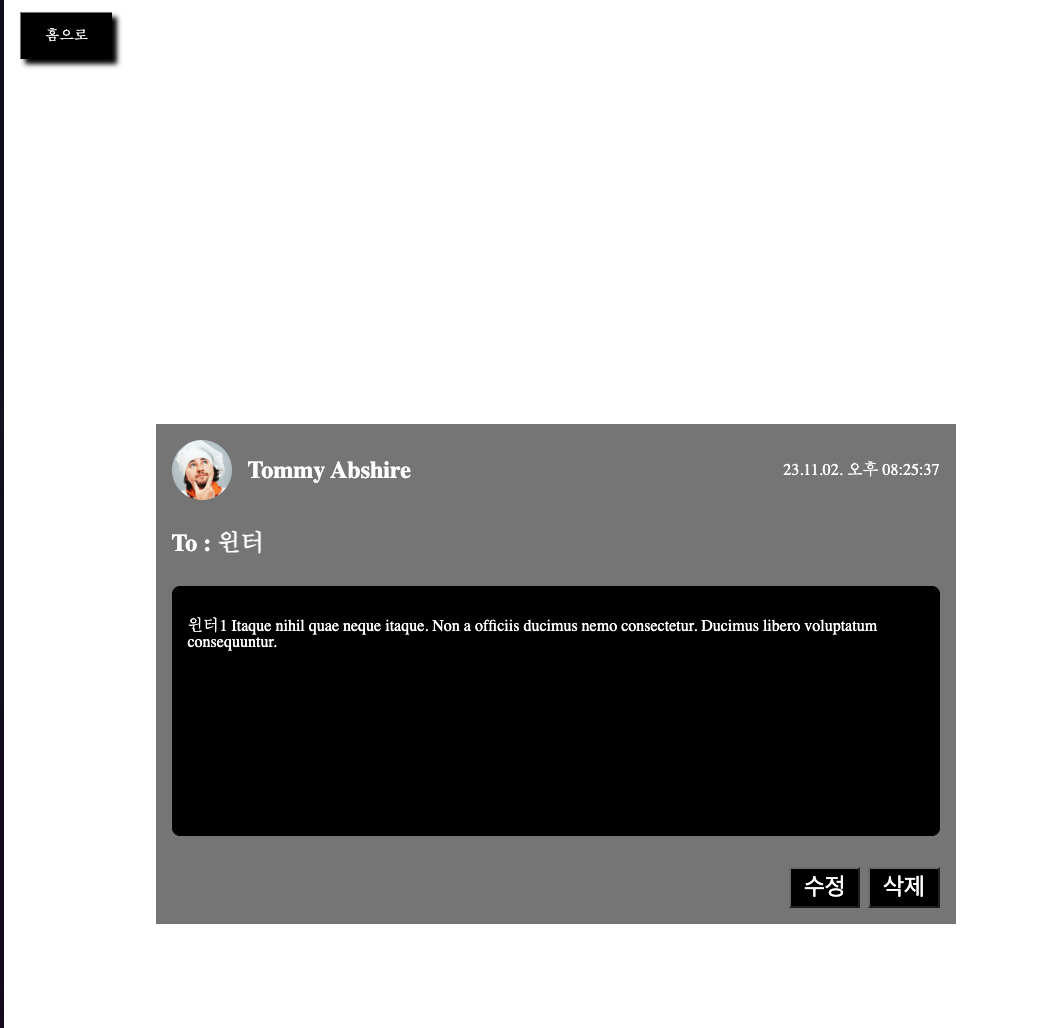 홈으로
Tommy Abshire
23.11.02. 오후 08:25:37
To : 윈터
윈터1 Itaque nihil quae neque itaque. Non a officiis ducimus nemo consectetur. Ducimus libero voluptatum
consequuntur.
수정
삭제